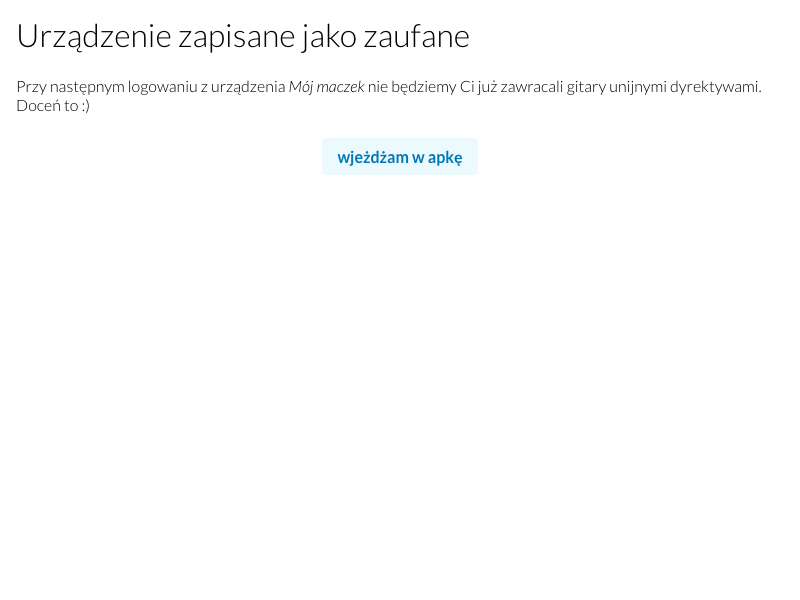 Urządzenie zapisane jako zaufane
Przy następnym logowaniu z urządzenia Mój maczek nie będziemy Ci już zawracali gitary unijnymi dyrektywami.
Doceń to :)
wjeżdżam w apkę